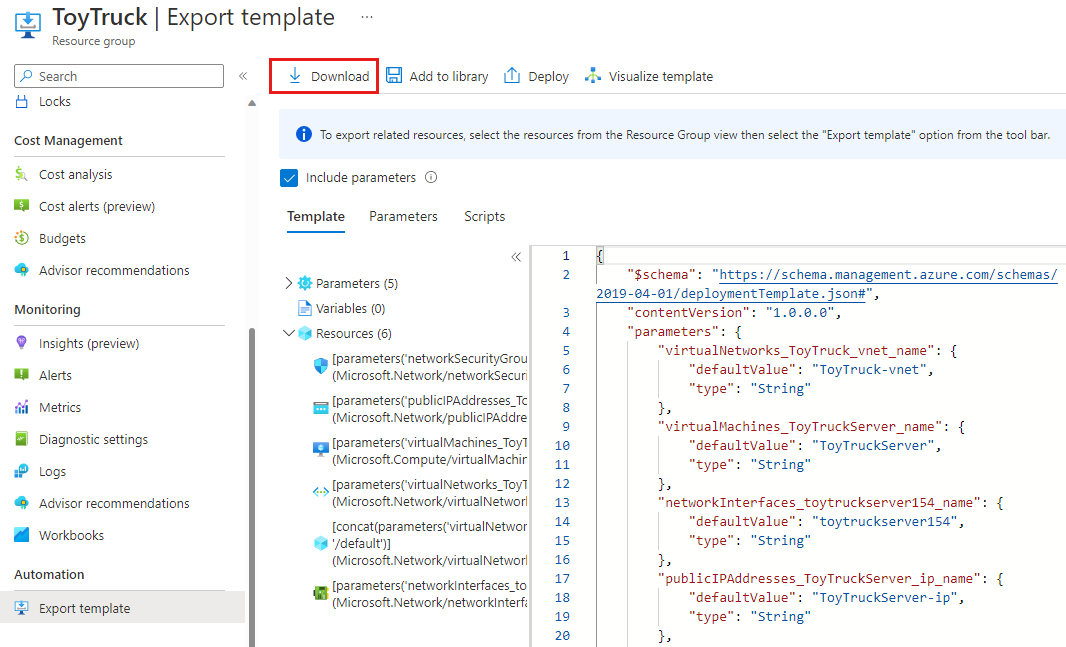 ToyTruck | Export template ...
Resource group
Search
«
Locks
Cost Management
Cost analysis
Cost alerts (preview)
Budgets
Advisor recommendations
Monitoring
Insights (preview)
Alerts
Metrics
Diagnostic settings
Logs
Advisor recommendations
Workbooks
Automation
Export template
Download
Add to library
Deploy
Visualize template
To export related resources, select the resources from the Resource Group view then select the "Export template" option from the tool bar.
Include parameters
Template
Parameters
Scripts
«
Parameters (5)
Variables (0)
Resources (6)
[parameters('networkSecurityGrou
(Microsoft.Network/networkSecuri
[parameters('publicIPAddresses_To
(Microsoft.Network/publicIPAddre
[parameters('virtualMachines_ToyT
(Microsoft.Compute/virtualMachin
[parameters('virtualNetworks_ToyT
(Microsoft.Network/virtualNetwork
[concat(parameters('virtualNetwor
'/default')]
(Microsoft.Network/virtualNetwork
[parameters('networkInterfaces_to
(Microsoft.Network/networkInterfa
1 {
2 "$schema": "https://schema.management.azure.com/schemas/
2019-04-01/deploymentTemplate.json#",
3 "contentVersion": "1.0.0.0",
4 "parameters": {
5 "virtualNetworks_ToyTruck_vnet_name": {
6 "defaultValue": "ToyTruck-vnet",
7 "type": "String"
8 },
9 "virtualMachines_ToyTruckServer_name": {
10 "defaultValue": "ToyTruckServer",
11 "type": "String"
12 },
13 "networkInterfaces_toytruckserver154_name": {
14 "defaultValue": "toytruckserver154",
15 "type": "String"
16 },
17 "publicIPAddresses_ToyTruckServer_ip_name": {
18 "defaultValue": "ToyTruckServer-ip",
19 "type": "String"
20 },